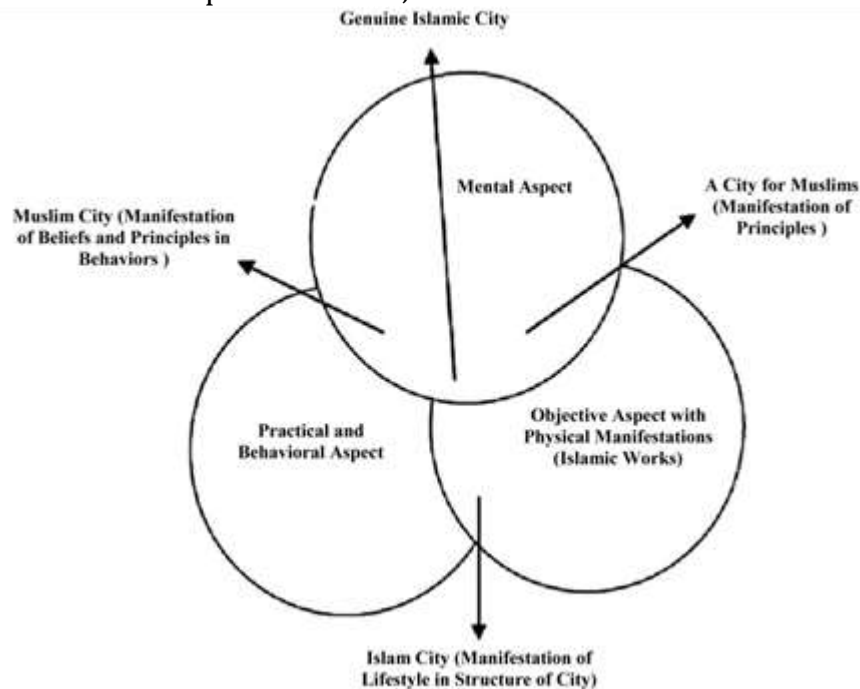 Genuine Islamic City
Mental Aspect
A City for Muslims
(Manifestation of
Principles )
Muslim City (Manifestation
of Beliefs and Principles in
Behaviors )
Practical and
Behavioral Aspect
Objective Aspect with
Physical Manifestations
(Islamic Works)
Islam City (Manifestation of
Lifestyle in Structure of City)